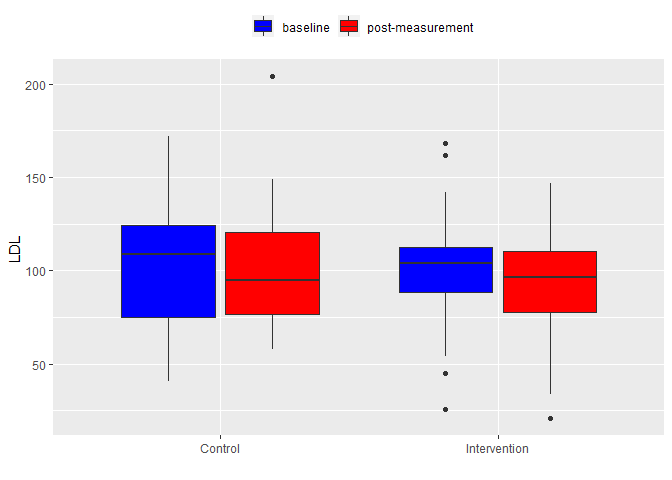 baseline post-measurement
200
150
100
50
LDL
Control Intervention